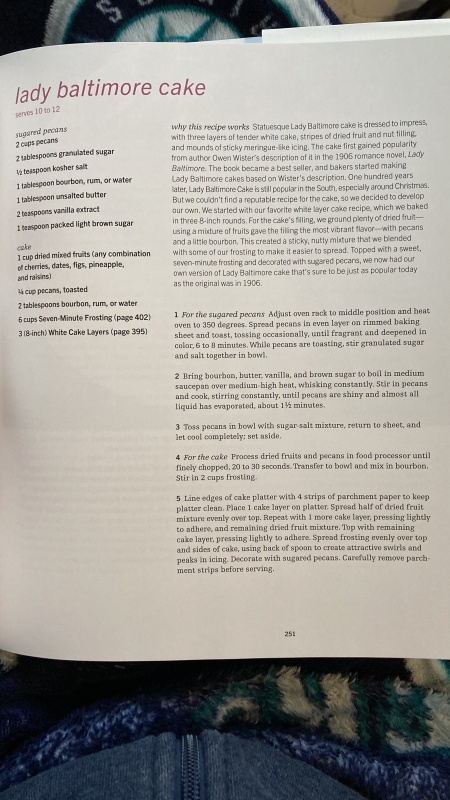 lady baltimore cake
serves 10 to 12
sugared pecans
2 cups pecans
2 tablespoons granulated sugar
½ teaspoon kosher salt
1 tablespoon bourbon, rum, or water
1 tablespoon unsalted butter
2 teaspoons vanilla extract
1 teaspoon packed light brown sugar
cake
1 cup dried mixed fruits (any combination
of cherries, dates, figs, pineapple,
and raisins)
¼ cup pecans, toasted
2 tablespoons bourbon, rum, or water
6 cups Seven-Minute Frosting (page 402)
3 (8-inch) White Cake Layers (page 395)
why this recipe works Statuesque Lady Baltimore cake is dressed to impress,
with three layers of tender white cake, stripes of dried fruit and nut filling,
and mounds of sticky meringue-like icing. The cake first gained popularity
from author Owen Wister's description of it in the 1906 romance novel, Lady
Baltimore. The book became a best seller, and bakers started making
Lady Baltimore cakes based on Wister's description. One hundred years
later, Lady Baltimore Cake is still popular in the South, especially around Christmas.
But we couldn't find a reputable recipe for the cake, so we decided to develop
our own. We started with our favorite white layer cake recipe, which we baked
in three 8-inch rounds. For the cake's filling, we ground plenty of dried fruit—
using a mixture of fruits gave the filling the most vibrant flavor—with pecans
and a little bourbon. This created a sticky, nutty mixture that we blended
with some of our frosting to make it easier to spread. Topped with a sweet,
seven-minute frosting and decorated with sugared pecans, we now had our
own version of Lady Baltimore cake that's sure to be just as popular today
as the original was in 1906.
1 For the sugared pecans Adjust oven rack to middle position and heat
oven to 350 degrees. Spread pecans in even layer on rimmed baking
sheet and toast, tossing occasionally, until fragrant and deepened in
color, 6 to 8 minutes. While pecans are toasting, stir granulated sugar
and salt together in bowl.
2 Bring bourbon, butter, vanilla, and brown sugar to boil in medium
saucepan over medium-high heat, whisking constantly. Stir in pecans
and cook, stirring constantly, until pecans are shiny and almost all
liquid has evaporated, about 1½ minutes.
3 Toss pecans in bowl with sugar-salt mixture, return to sheet, and
let cool completely; set aside.
4 For the cake Process dried fruits and pecans in food processor until
finely chopped, 20 to 30 seconds. Transfer to bowl and mix in bourbon.
Stir in 2 cups frosting.
5 Line edges of cake platter with 4 strips of parchment paper to keep
platter clean. Place 1 cake layer on platter. Spread half of dried fruit
mixture evenly over top. Repeat with 1 more cake layer, pressing lightly
to adhere, and remaining dried fruit mixture. Top with remaining
cake layer, pressing lightly to adhere. Spread frosting evenly over top
and sides of cake, using back of spoon to create attractive swirls and
peaks in icing. Decorate with sugared pecans. Carefully remove parch-
ment strips before serving.
251